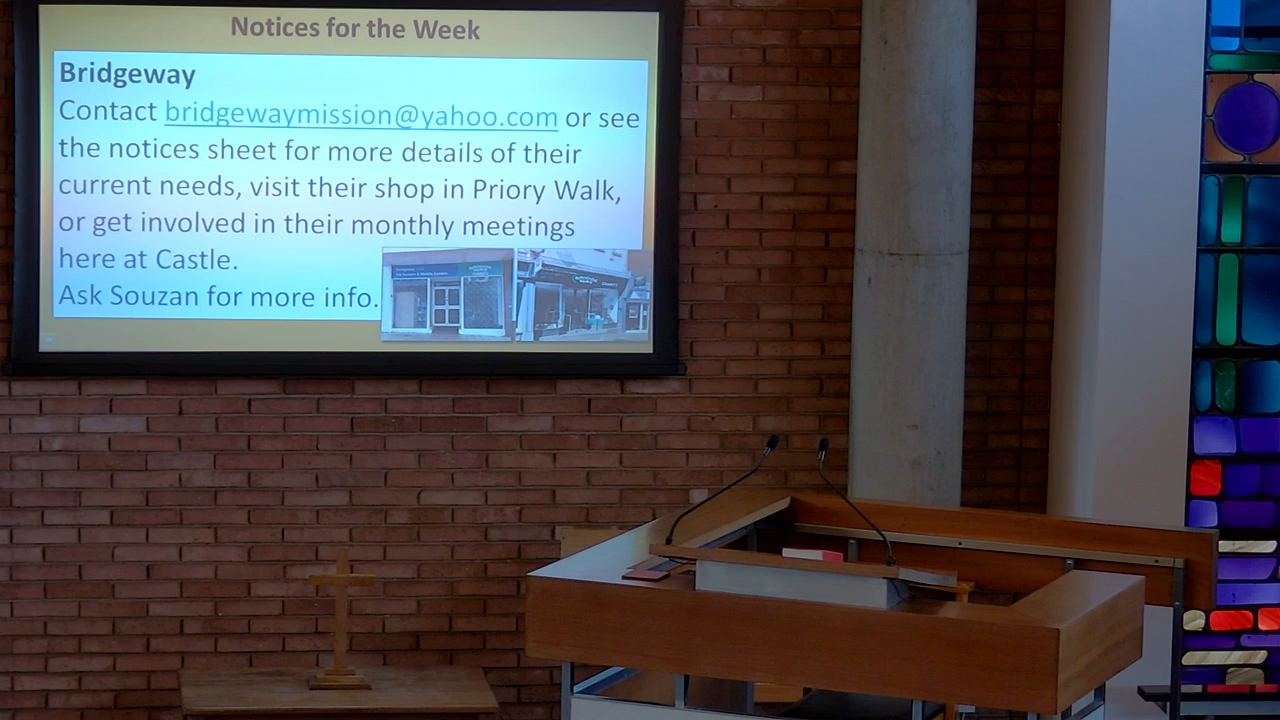 Notices for the Week
Bridgeway
Contact bridgewaymission@yahoo.com or see
the notices sheet for more details of their
current needs, visit their shop in Priory Walk,
or get involved in their monthly meetings
here at Castle.
Ask Souzan for more info.